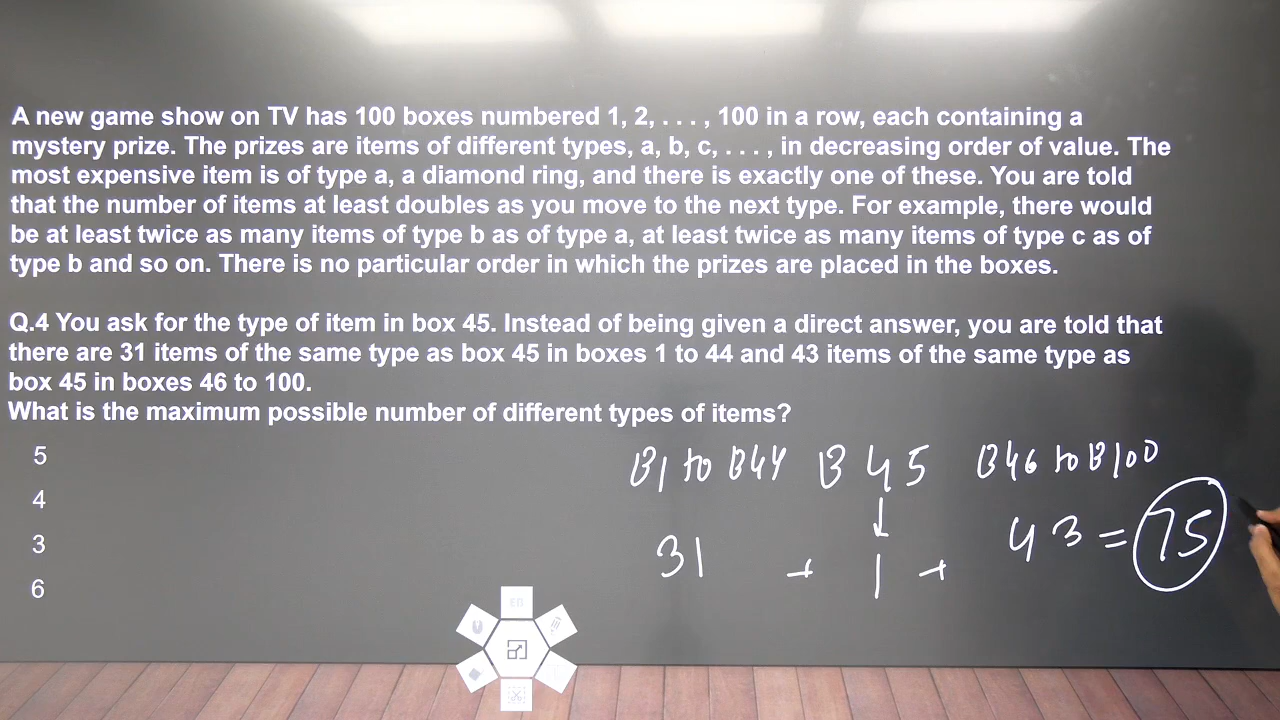 A new game show on TV has 100 boxes numbered 1, 2, . . . , 100 in a row, each containing a
mystery prize. The prizes are items of different types, a, b, c, . . . , in decreasing order of value. The
most expensive item is of type a, a diamond ring, and there is exactly one of these. You are told
that the number of items at least doubles as you move to the next type. For example, there would
be at least twice as many items of type b as of type a, at least twice as many items of type c as of
type b and so on. There is no particular order in which the prizes are placed in the boxes.
Q.4 You ask for the type of item in box 45. Instead of being given a direct answer, you are told that
there are 31 items of the same type as box 45 in boxes 1 to 44 and 43 items of the same type as
box 45 in boxes 46 to 100.
What is the maximum possible number of different types of items?
5
4
3
6
B1 to B44 B 45 B46 to B100
31 + 1 + 43 = 75
ED